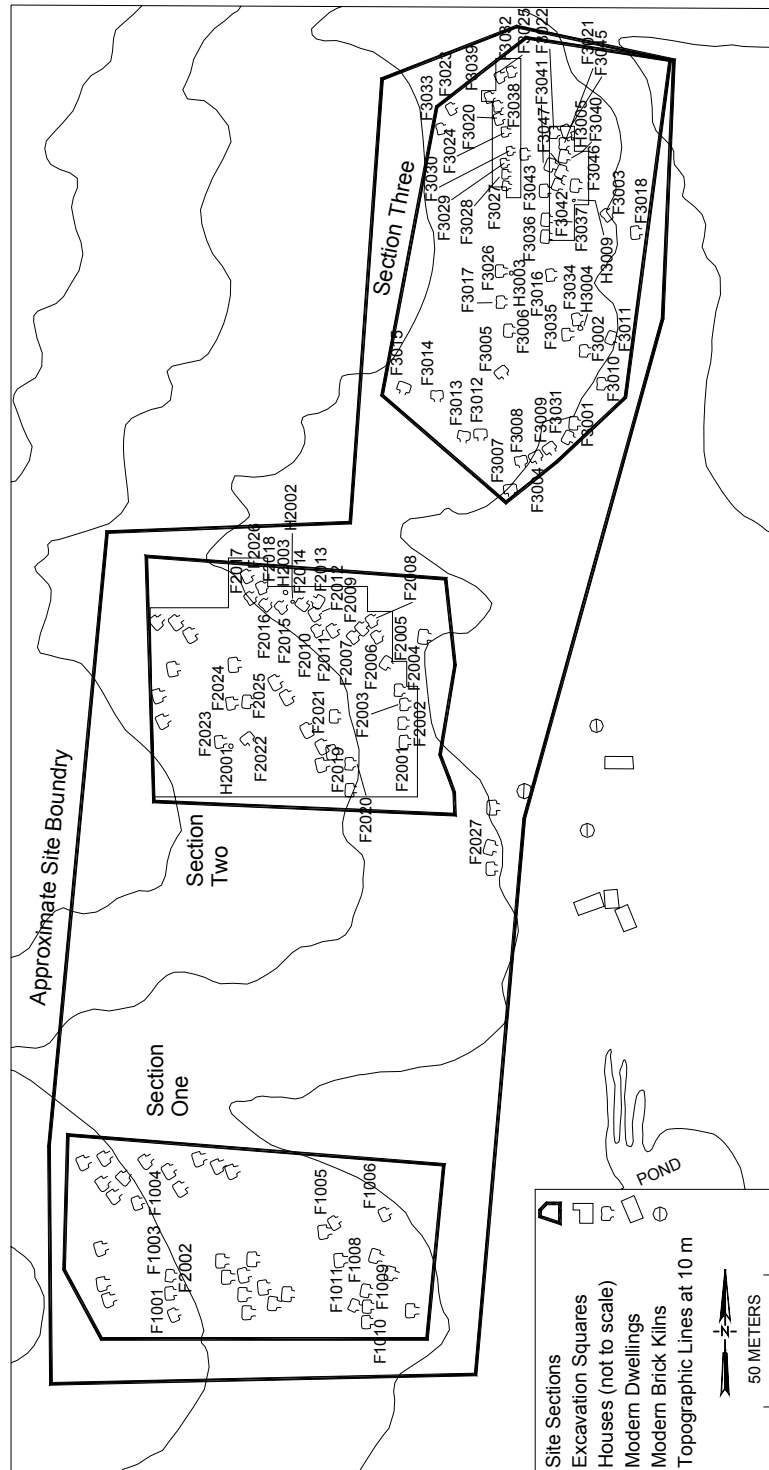 Approximate Site Boundry
Section
One
F1001
F1003
F1004
F2002
F1005
F1006
F1011
F1008
F1009
F1010
Section
Two
F2023
F2024
F2017
F2026
F2018
H2003
H2002
H2001
F2022
F2025
F2016
F2015
F2014
F2013
F2012
F2010
F2011
F2009
F2021
F2019
F2020
F2007
F2006
F2008
F2003
F2005
F2004
F2001
F2002
F2027
Section Three
F3015
F3014
F3013
F3012
F3033
F3023
F3039
F3032
F3025
F3022
F3020
F3024
F3038
F3030
F3029
F3028
F3027
F3041
F3021
F3045
F3047
F3043
H3005
F3040
F3046
F3042
F3036
F3037
F3017
F3026
H3003
F3005
F3006
F3016
F3034
F3035
H3004
F3002
H3009
F3003
F3018
F3007
F3008
F3009
F3031
F3004
F3001
F3010
F3011
POND
Site Sections
Excavation Squares
Houses (not to scale)
Modern Dwellings
Modern Brick Kilns
Topographic Lines at 10 m
N
50 METERS